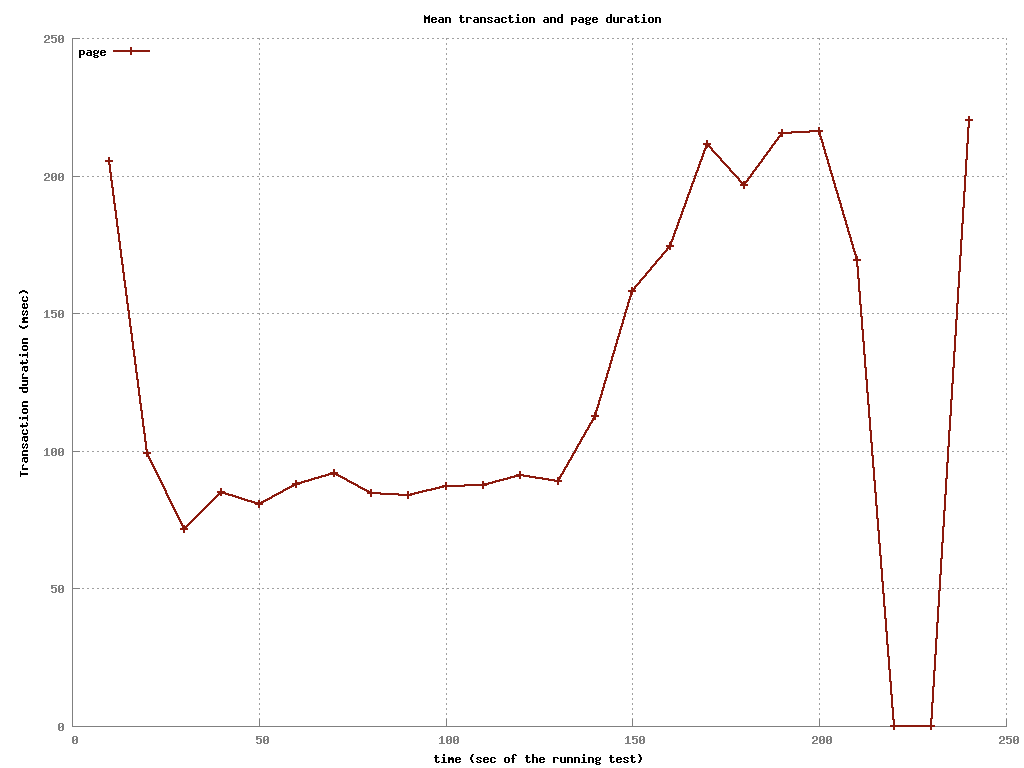 Mean transaction and page duration
250
page
200
150
100
50
0
0 50 100 150 200 250
Transaction duration (msec)
time (sec of the running test)